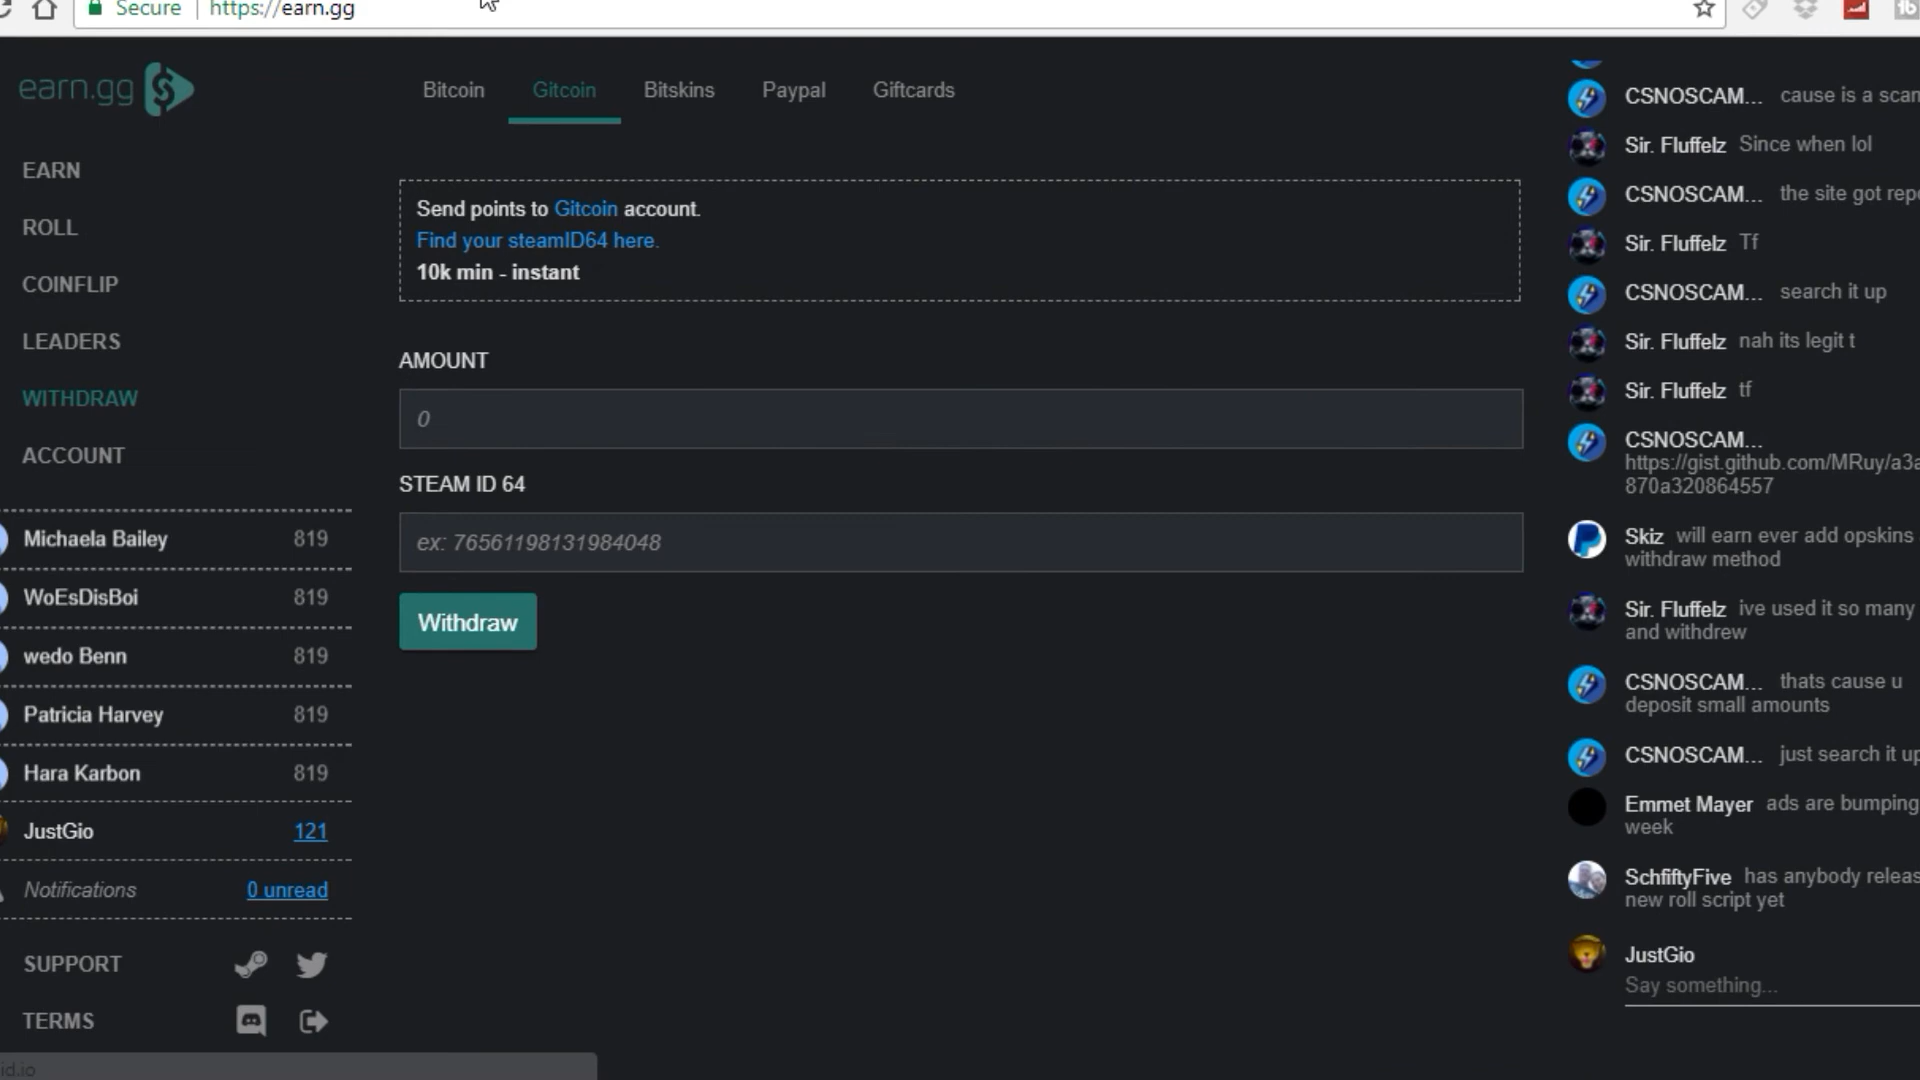 Secure | https://earn.gg
earn.gg
Bitcoin Gitcoin Bitskins Paypal Giftcards
EARN
ROLL
COINFLIP
LEADERS
WITHDRAW
ACCOUNT
Michaela Bailey 819
WoEsDisBoi 819
wedo Benn 819
Patricia Harvey 819
Hara Karbon 819
JustGio 121
Notifications 0 unread
SUPPORT
TERMS
id.io
Send points to Gitcoin account.
Find your steamID64 here.
10k min - instant
AMOUNT
0
STEAM ID 64
ex: 76561198131984048
Withdraw
CSNOSCAM... cause is a scam
Sir. Fluffelz Since when lol
CSNOSCAM... the site got repo
Sir. Fluffelz Tf
CSNOSCAM... search it up
Sir. Fluffelz nah its legit t
Sir. Fluffelz tf
CSNOSCAM...
https://gist.github.com/MRuy/a3a
870a320864557
Skiz will earn ever add opskins
withdraw method
Sir. Fluffelz ive used it so many
and withdrew
CSNOSCAM... thats cause u
deposit small amounts
CSNOSCAM... just search it up
Emmet Mayer ads are bumping
week
SchfiftyFive has anybody releas
new roll script yet
JustGio
Say something...